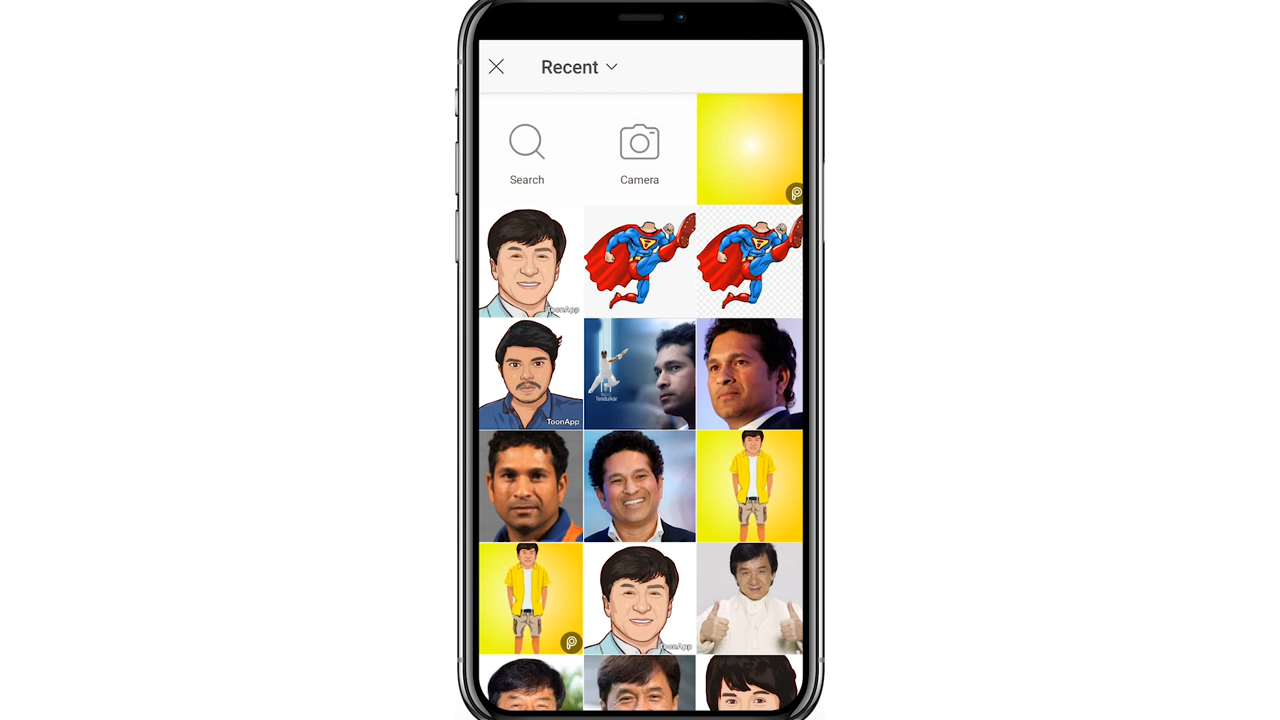 Recent
Search
Camera
ToonApp
ToonApp
Tendulkar
ToonApp